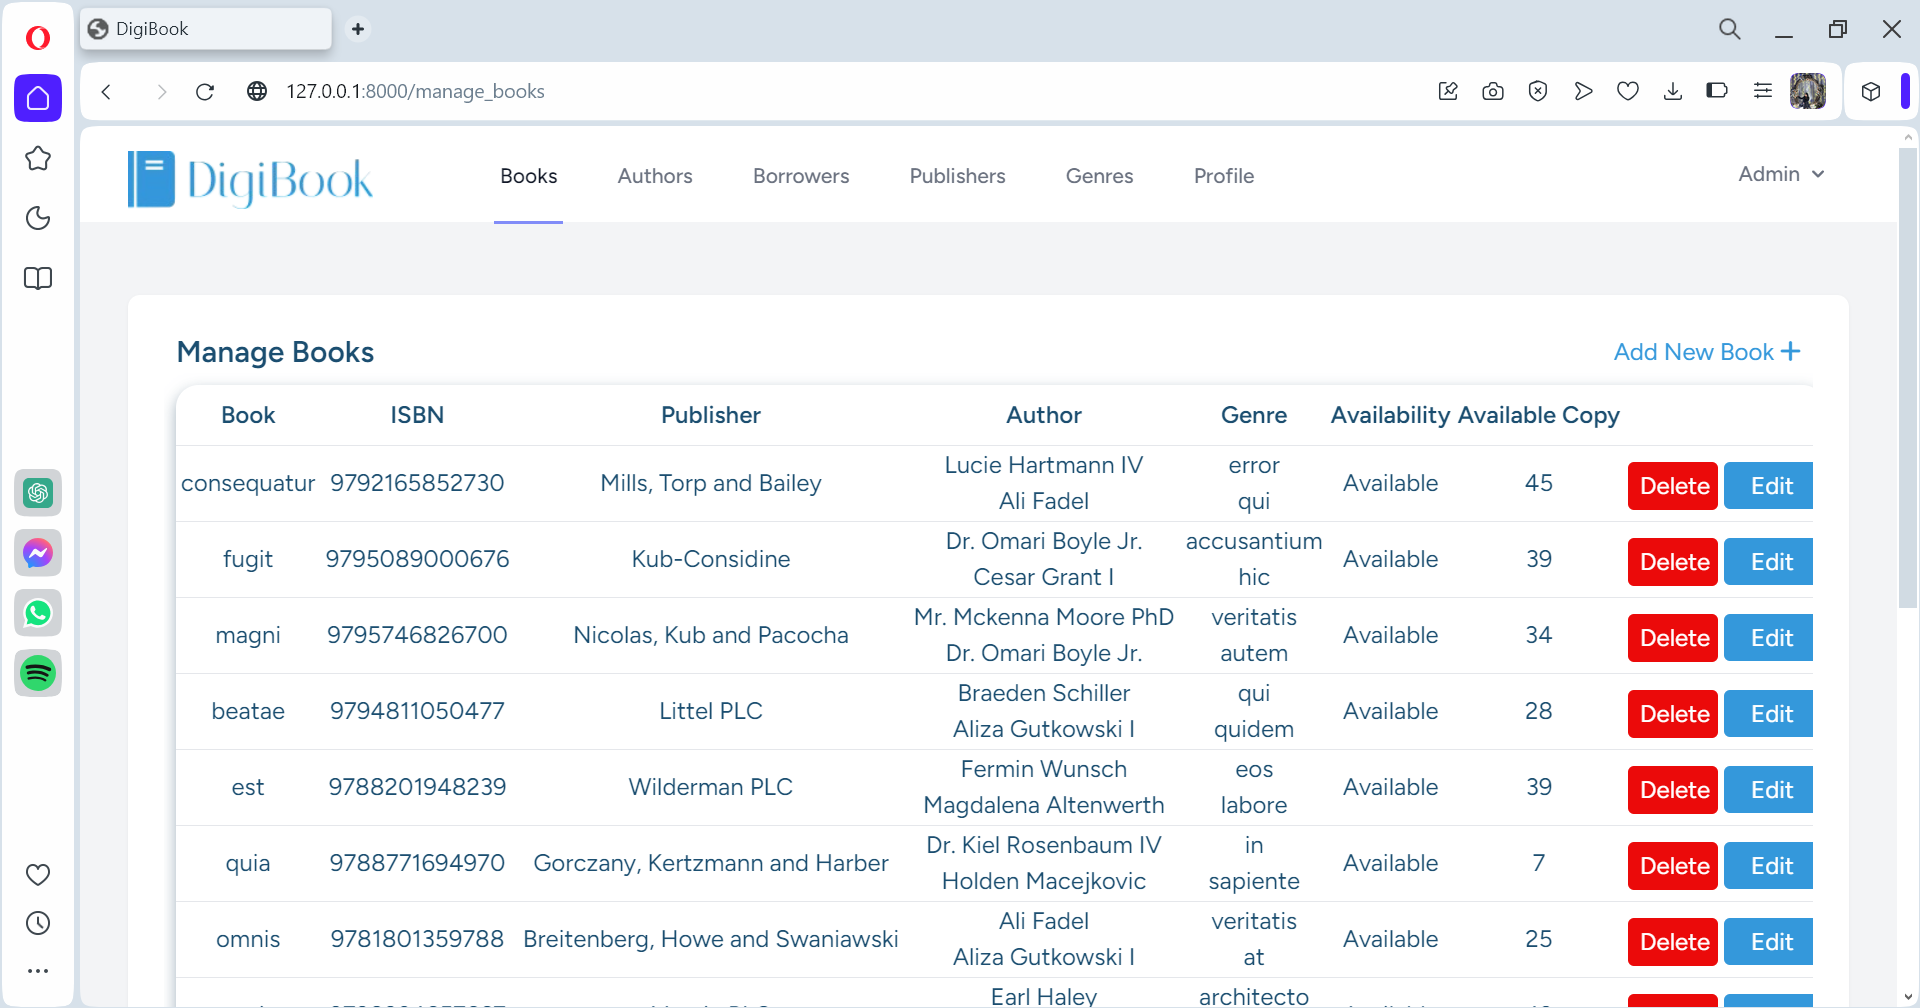 DigiBook
127.0.0.1:8000/manage_books
DigiBook Books Authors Borrowers Publishers Genres Profile Admin
Manage Books Add New Book
Book ISBN Publisher Author Genre Availability Available Copy
consequatur 9792165852730 Mills, Torp and Bailey Lucie Hartmann IV error Available 45 Delete Edit
Ali Fadel qui
fugit 9795089000676 Kub-Considine Dr. Omari Boyle Jr. accusantium Available 39 Delete Edit
Cesar Grant I hic
magni 9795746826700 Nicolas, Kub and Pacocha Mr. Mckenna Moore PhD veritatis Available 34 Delete Edit
Dr. Omari Boyle Jr. autem
beatae 9794811050477 Littel PLC Braeden Schiller qui Available 28 Delete Edit
Aliza Gutkowski I quidem
est 9788201948239 Wilderman PLC Fermin Wunsch eos Available 39 Delete Edit
Magdalena Altenwerth labore
quia 9788771694970 Gorczany, Kertzmann and Harber Dr. Kiel Rosenbaum IV in Available 7 Delete Edit
Holden Macejkovic sapiente
omnis 9781801359788 Breitenberg, Howe and Swaniawski Ali Fadel veritatis Available 25 Delete Edit
Aliza Gutkowski I at
Earl Haley architecto